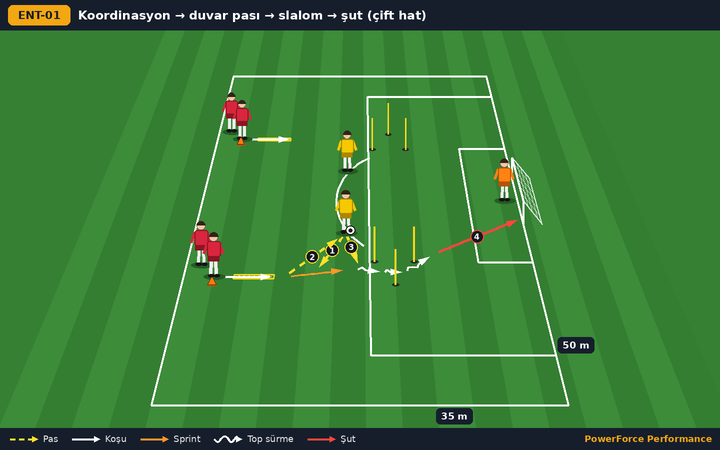 ENT-01
Koordinasyon → duvar pası → slalom → şut (çift hat)
2
1
3
4
50 m
35 m
Pas
Koşu
Sprint
Top sürme
Şut
PowerForce Performance